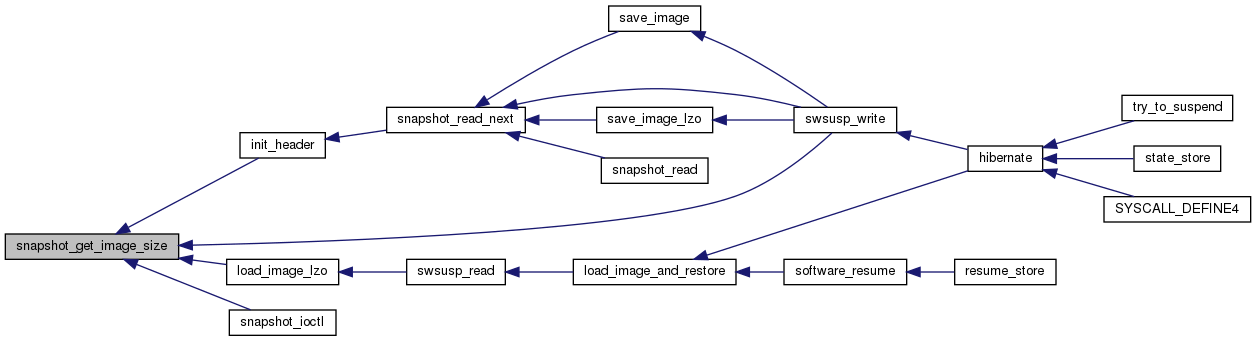 save_image
try_to_suspend
snapshot_read_next
save_image_lzo
swsusp_write
init_header
hibernate
state_store
snapshot_read
SYSCALL_DEFINE4
snapshot_get_image_size
load_image_lzo
swsusp_read
load_image_and_restore
software_resume
resume_store
snapshot_ioctl